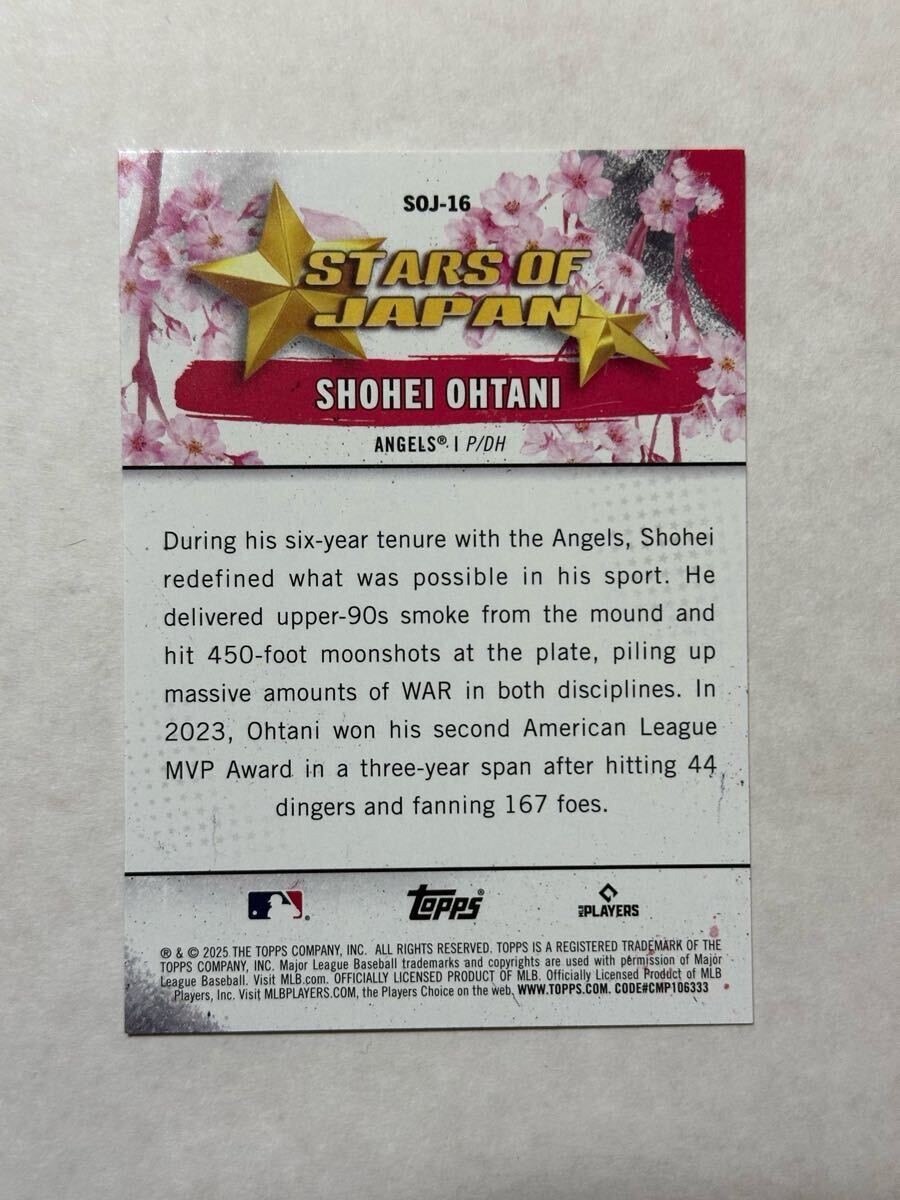 SOJ-16
STARS OF
JAPAN
SHOHEI OHTANI
ANGELS® | P/DH
During his six-year tenure with the Angels, Shohei
redefined what was possible in his sport. He
delivered upper-90s smoke from the mound and
hit 450-foot moonshots at the plate, piling up
massive amounts of WAR in both disciplines. In
2023, Ohtani won his second American League
MVP Award in a three-year span after hitting 44
dingers and fanning 167 foes.
Topps® PLAYERS
® & © 2025 THE TOPPS COMPANY, INC. ALL RIGHTS RESERVED. TOPPS IS A REGISTERED TRADEMARK OF THE
TOPPS COMPANY, INC. Major League Baseball trademarks and copyrights are used with permission of Major
League Baseball. Visit MLB.com. OFFICIALLY LICENSED PRODUCT OF MLB. Officially Licensed Product of MLB
Players, Inc. Visit MLBPLAYERS.COM, the Players Choice on the web. WWW.TOPPS.COM. CODE#CMP106333